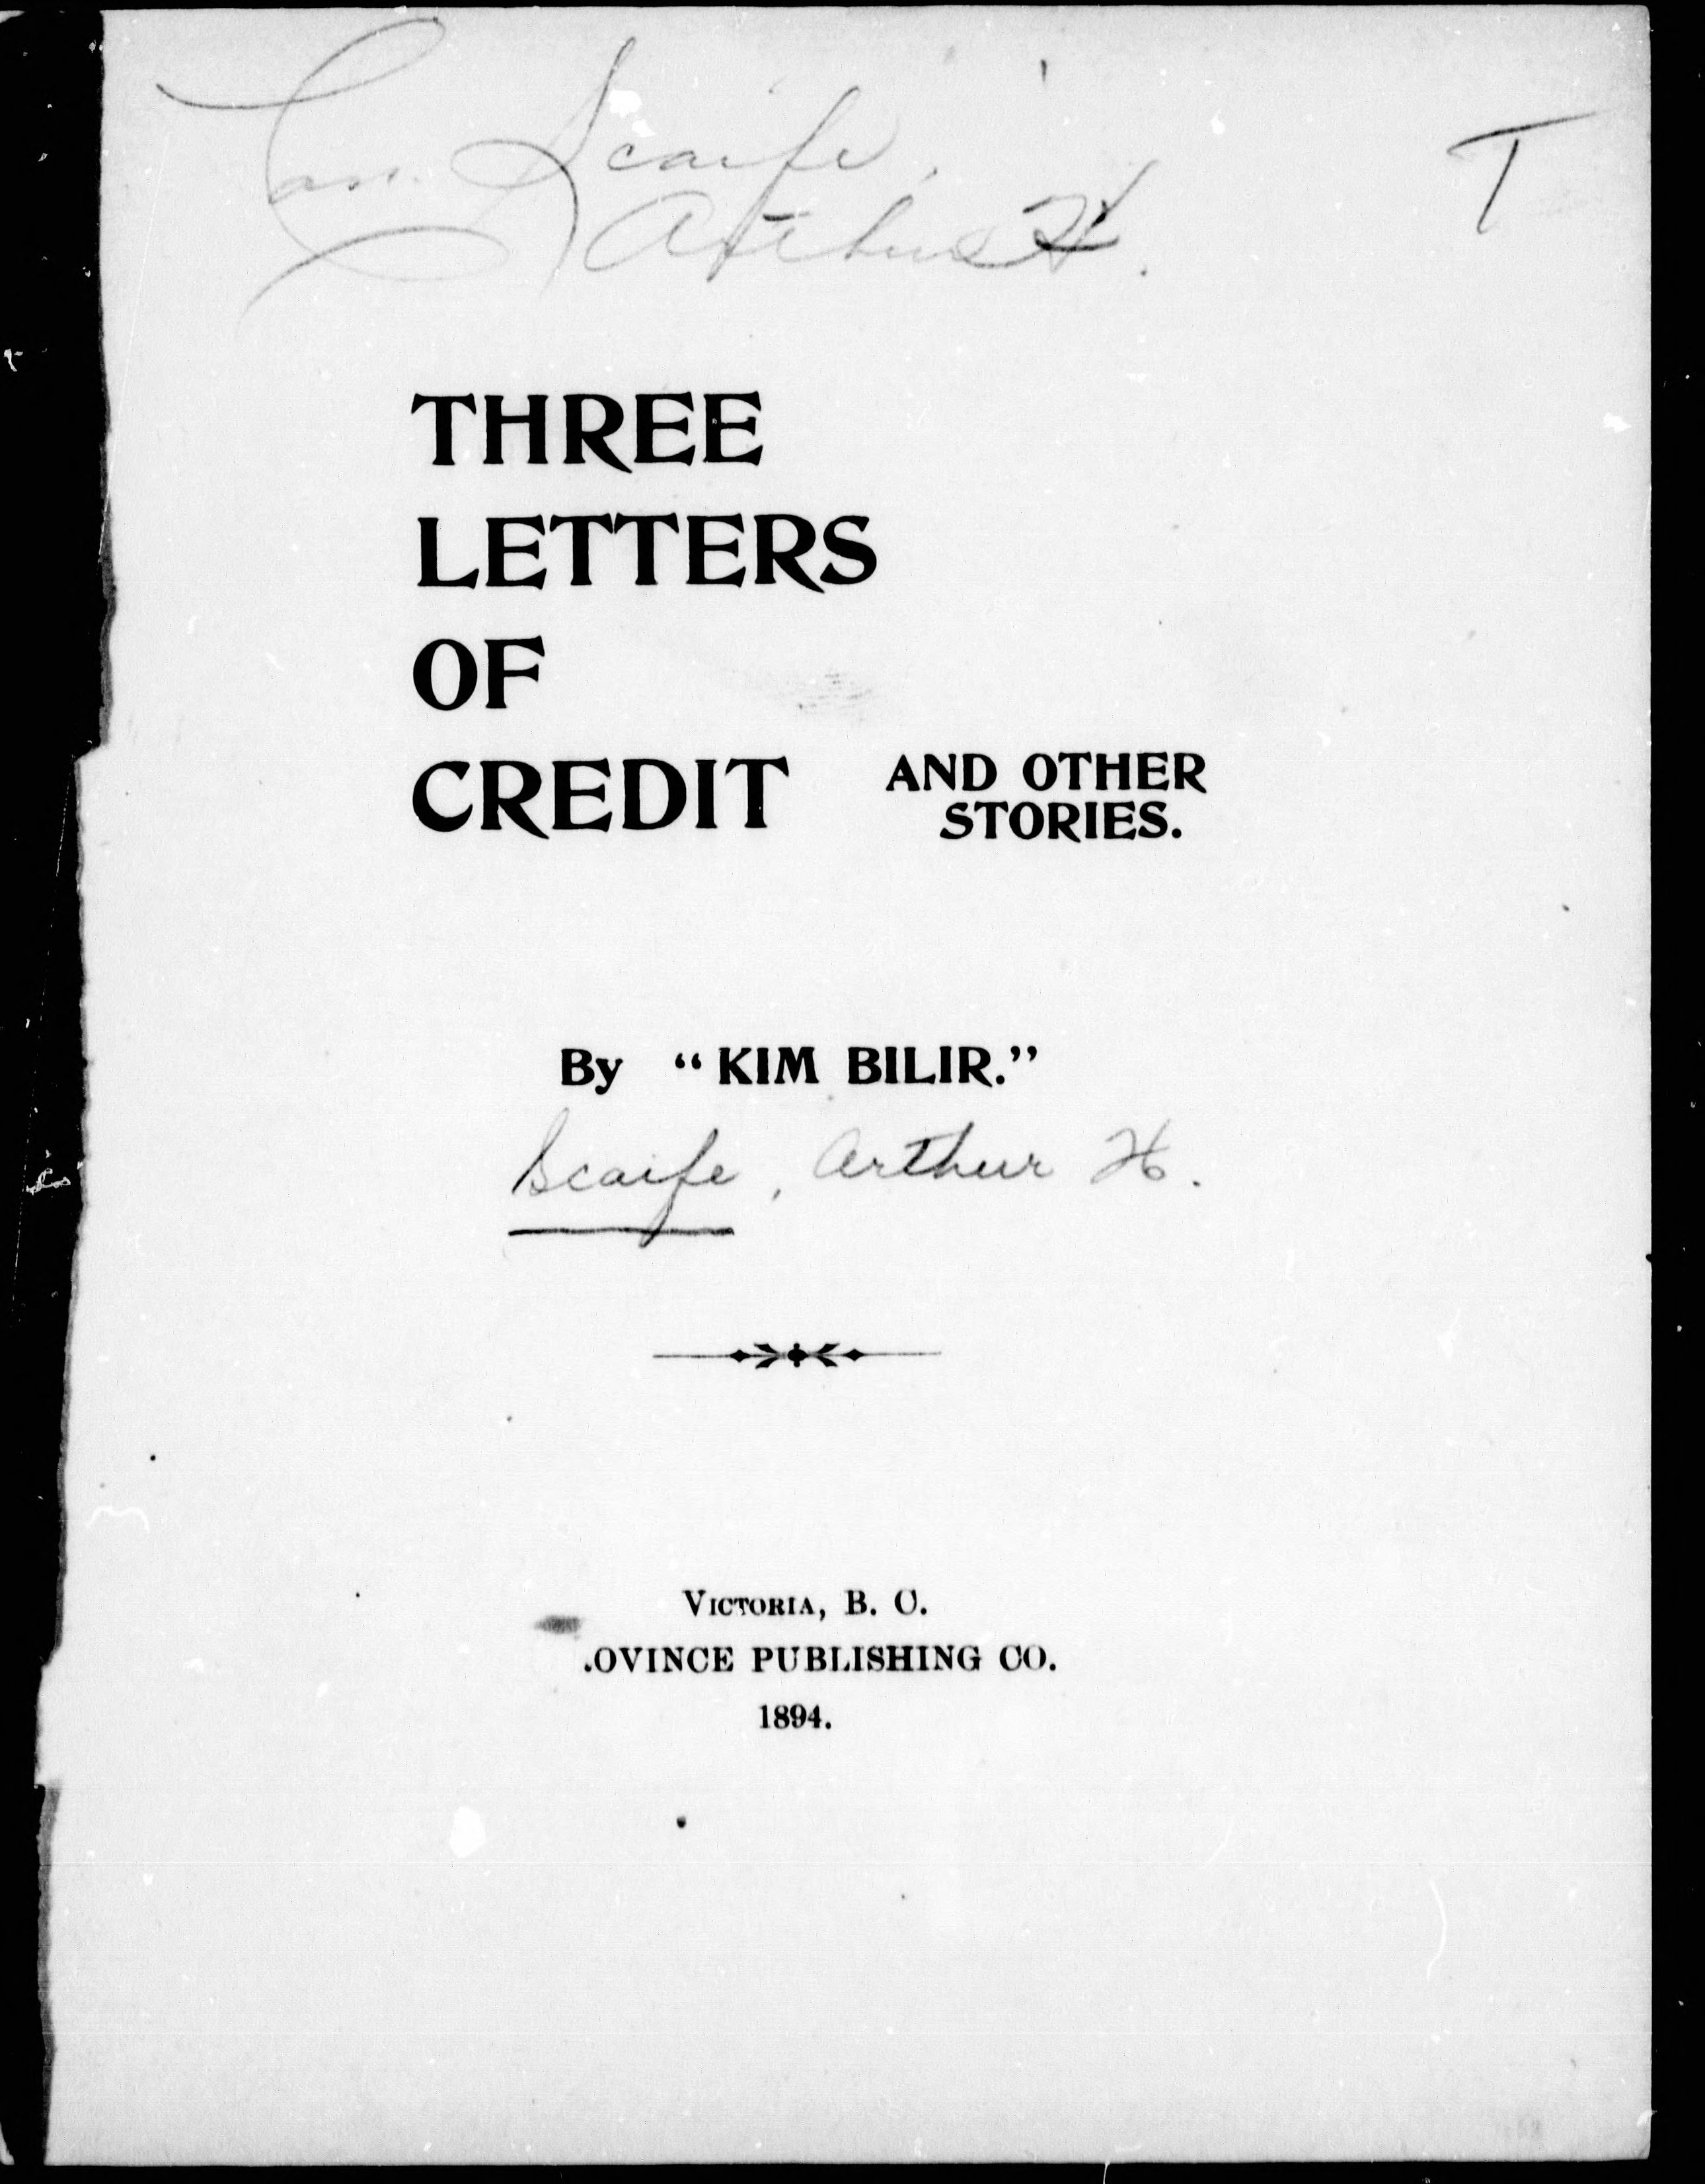 Can. Scaife,
Arthur H.
T
THREE
LETTERS
OF
CREDIT AND OTHER
STORIES.
By “KIM BILIR.”
Scaife, Arthur H.
VICTORIA, B. C.
.OVINCE PUBLISHING CO.
1894.